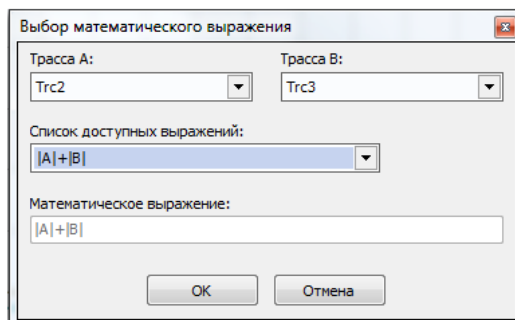 Выбор математического выражения
Трасса A: Трасса B:
Trc2 Trc3
Список доступных выражений:
|A|+|B|
Математическое выражение:
|A|+|B|
OK Отмена